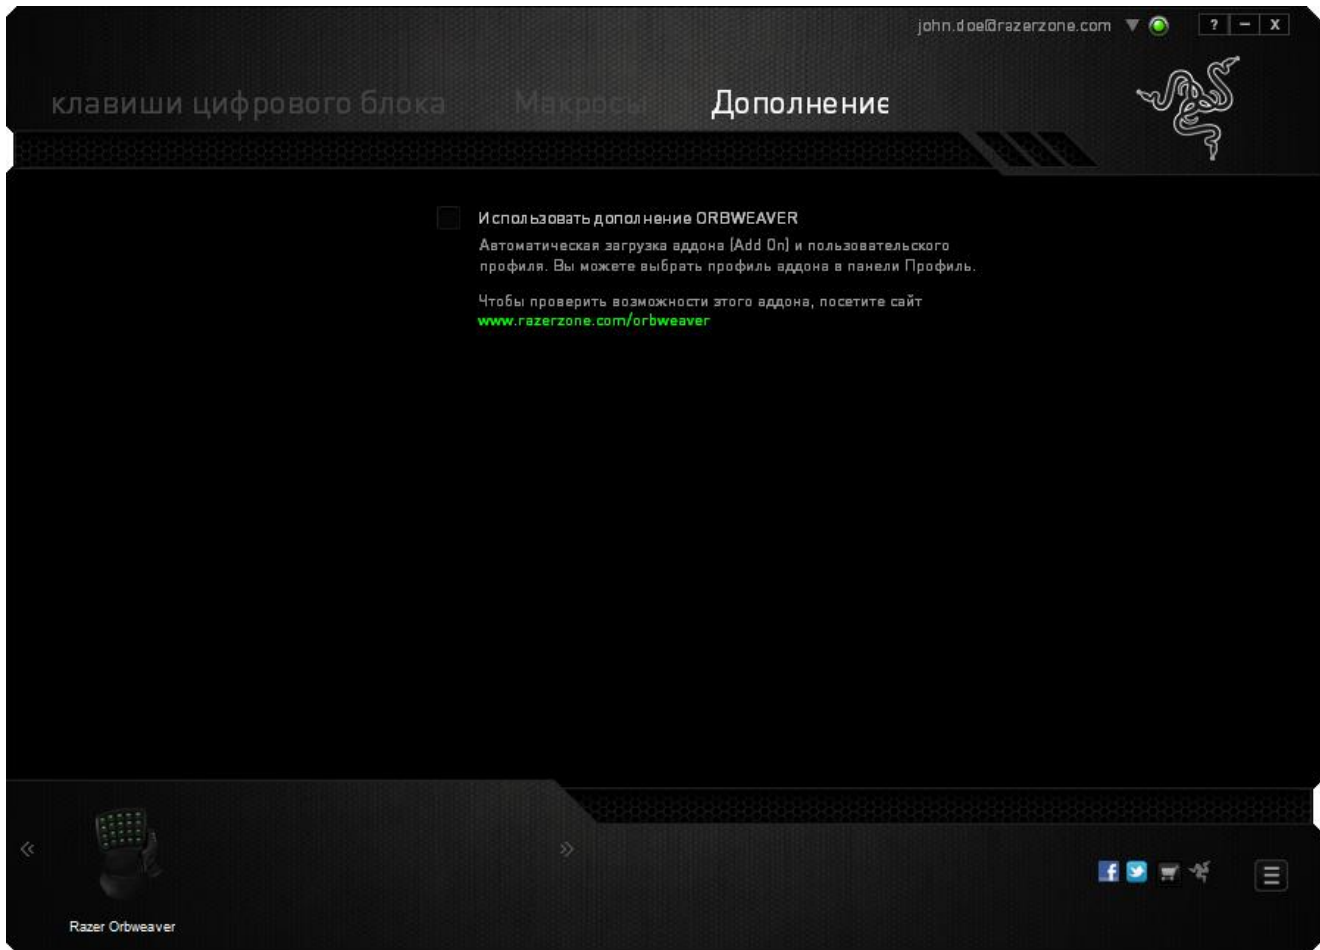 john.doe@razerzone.com
? – X
клавиши цифрового блока Макросы Дополнение
Использовать дополнение ORBWEAVER
Автоматическая загрузка аддона (Add On) и пользовательского
профиля. Вы можете выбрать профиль аддона в панели Профиль.
Чтобы проверить возможности этого аддона, посетите сайт
www.razerzone.com/orbweaver
Razer Orbweaver